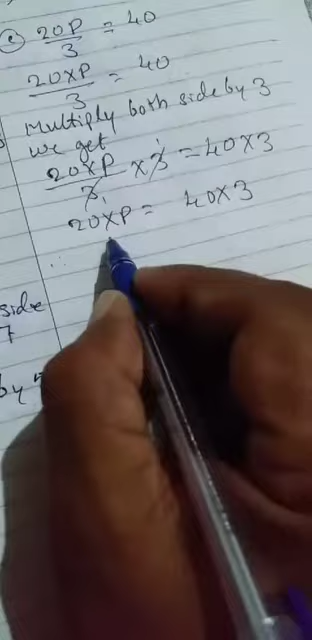 c) 20P/3 = 40
20×P/3 = 40
Multiply both side by 3
we get
20×P/3 × 3 = 40×3
20×P = 40×3
side
7
by